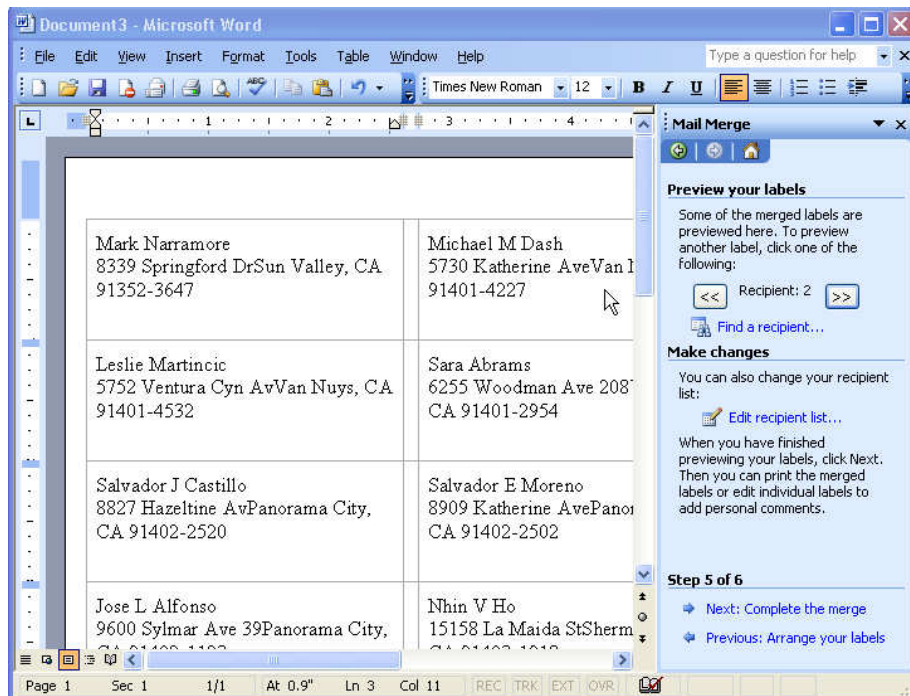 Document3 - Microsoft Word
File Edit View Insert Format Tools Table Window Help
Type a question for help
Times New Roman 12 B I U
L 1 2 3 4
Mail Merge
Preview your labels
Some of the merged labels are
previewed here. To preview
another label, click one of the
following:
<< Recipient: 2 >>
Find a recipient...
Make changes
You can also change your recipient
list:
Edit recipient list...
When you have finished
previewing your labels, click Next.
Then you can print the merged
labels or edit individual labels to
add personal comments.
Step 5 of 6
Next: Complete the merge
Previous: Arrange your labels
Mark Narramore
8339 Springford DrSun Valley, CA
91352-3647
Michael M Dash
5730 Katherine AveVan
91401-4227
Leslie Martincic
5752 Ventura Cyn AvVan Nuys, CA
91401-4532
Sara Abrams
6255 Woodman Ave 208
CA 91401-2954
Salvador J Castillo
8827 Hazeltine AvPanorama City,
CA 91402-2520
Salvador E Moreno
8909 Katherine AvePanor
CA 91402-2502
Jose L Alfonso
9600 Sylmar Ave 39Panorama City,
Nhin V Ho
15158 La Maida StSherm
Page 1 Sec 1 1/1 At 0.9" Ln 3 Col 11 REC TRK EXT OVR